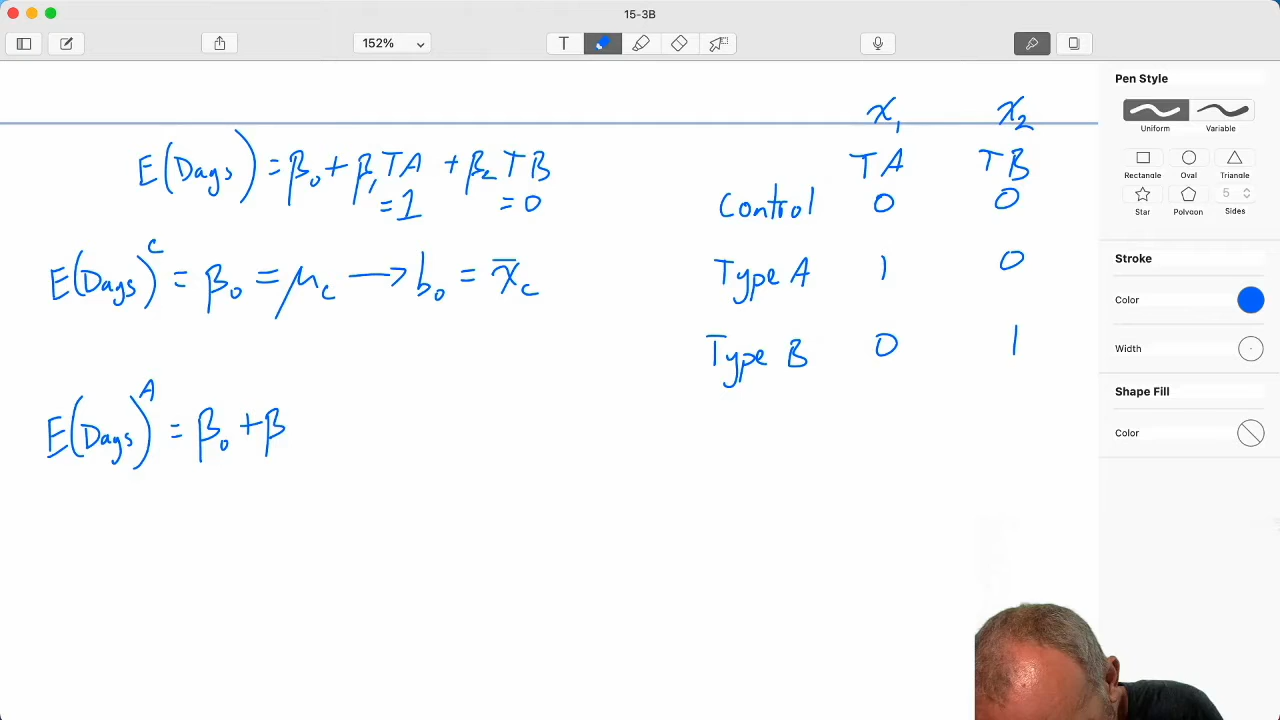 15-3B
152%
T
Pen Style
Uniform Variable
Rectangle Oval Triangle
5
Star Polygon Sides
Stroke
Color
Width
Shape Fill
Color
x₁ x₂
TA TB
Control 0 0
Type A 1 0
Type B 0 1
E(Days) = β₀ + β₁TA + β₂TB
=1 =0
E(Days)ᶜ = β₀ = μ_c → b₀ = x̄_c
E(Days)ᴬ = β₀ + β